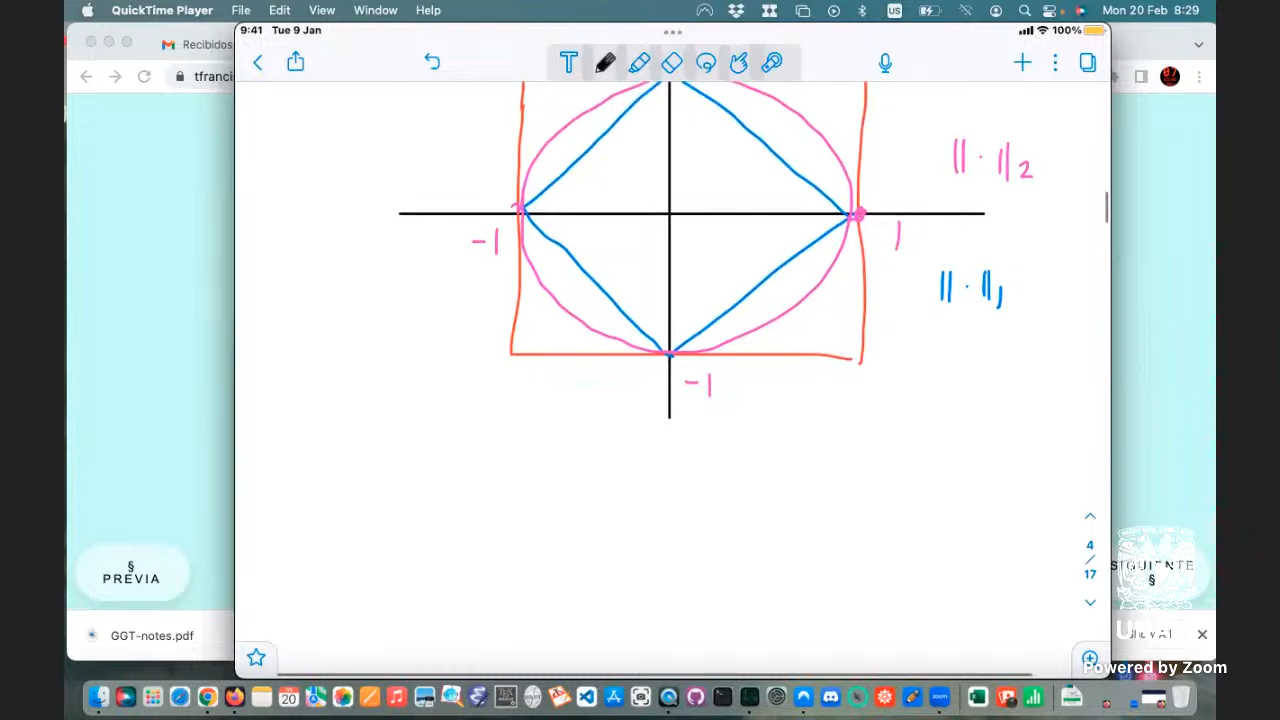 QuickTime Player File Edit View Window Help
Mon 20 Feb 8:29
US
Recibidos
9:41 Tue 9 Jan
100%
tfranci
‖·‖2
-1
1
‖·‖1
-1
4
/
17
§
PREVIA
SIGUIENTE
§
GGT-notes.pdf
Powered by Zoom